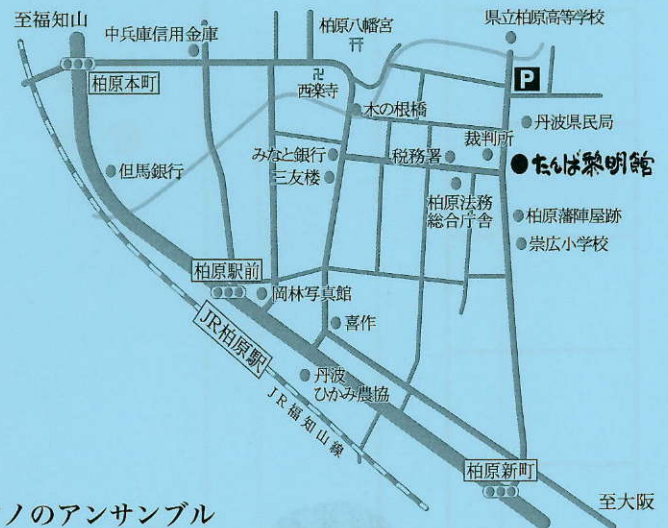 至福知山
中兵庫信用金庫
柏原八幡宮
県立柏原高等学校
柏原本町
西楽寺
P
木の根橋
丹波県民局
裁判所
みなと銀行
税務署
たんば黎明館
但馬銀行
三友楼
柏原法務
総合庁舎
柏原藩陣屋跡
崇広小学校
柏原駅前
岡林写真館
JR柏原駅
喜作
丹波
ひかみ農協
JR福知山線
柏原新町
至大阪
ノのアンサンブル